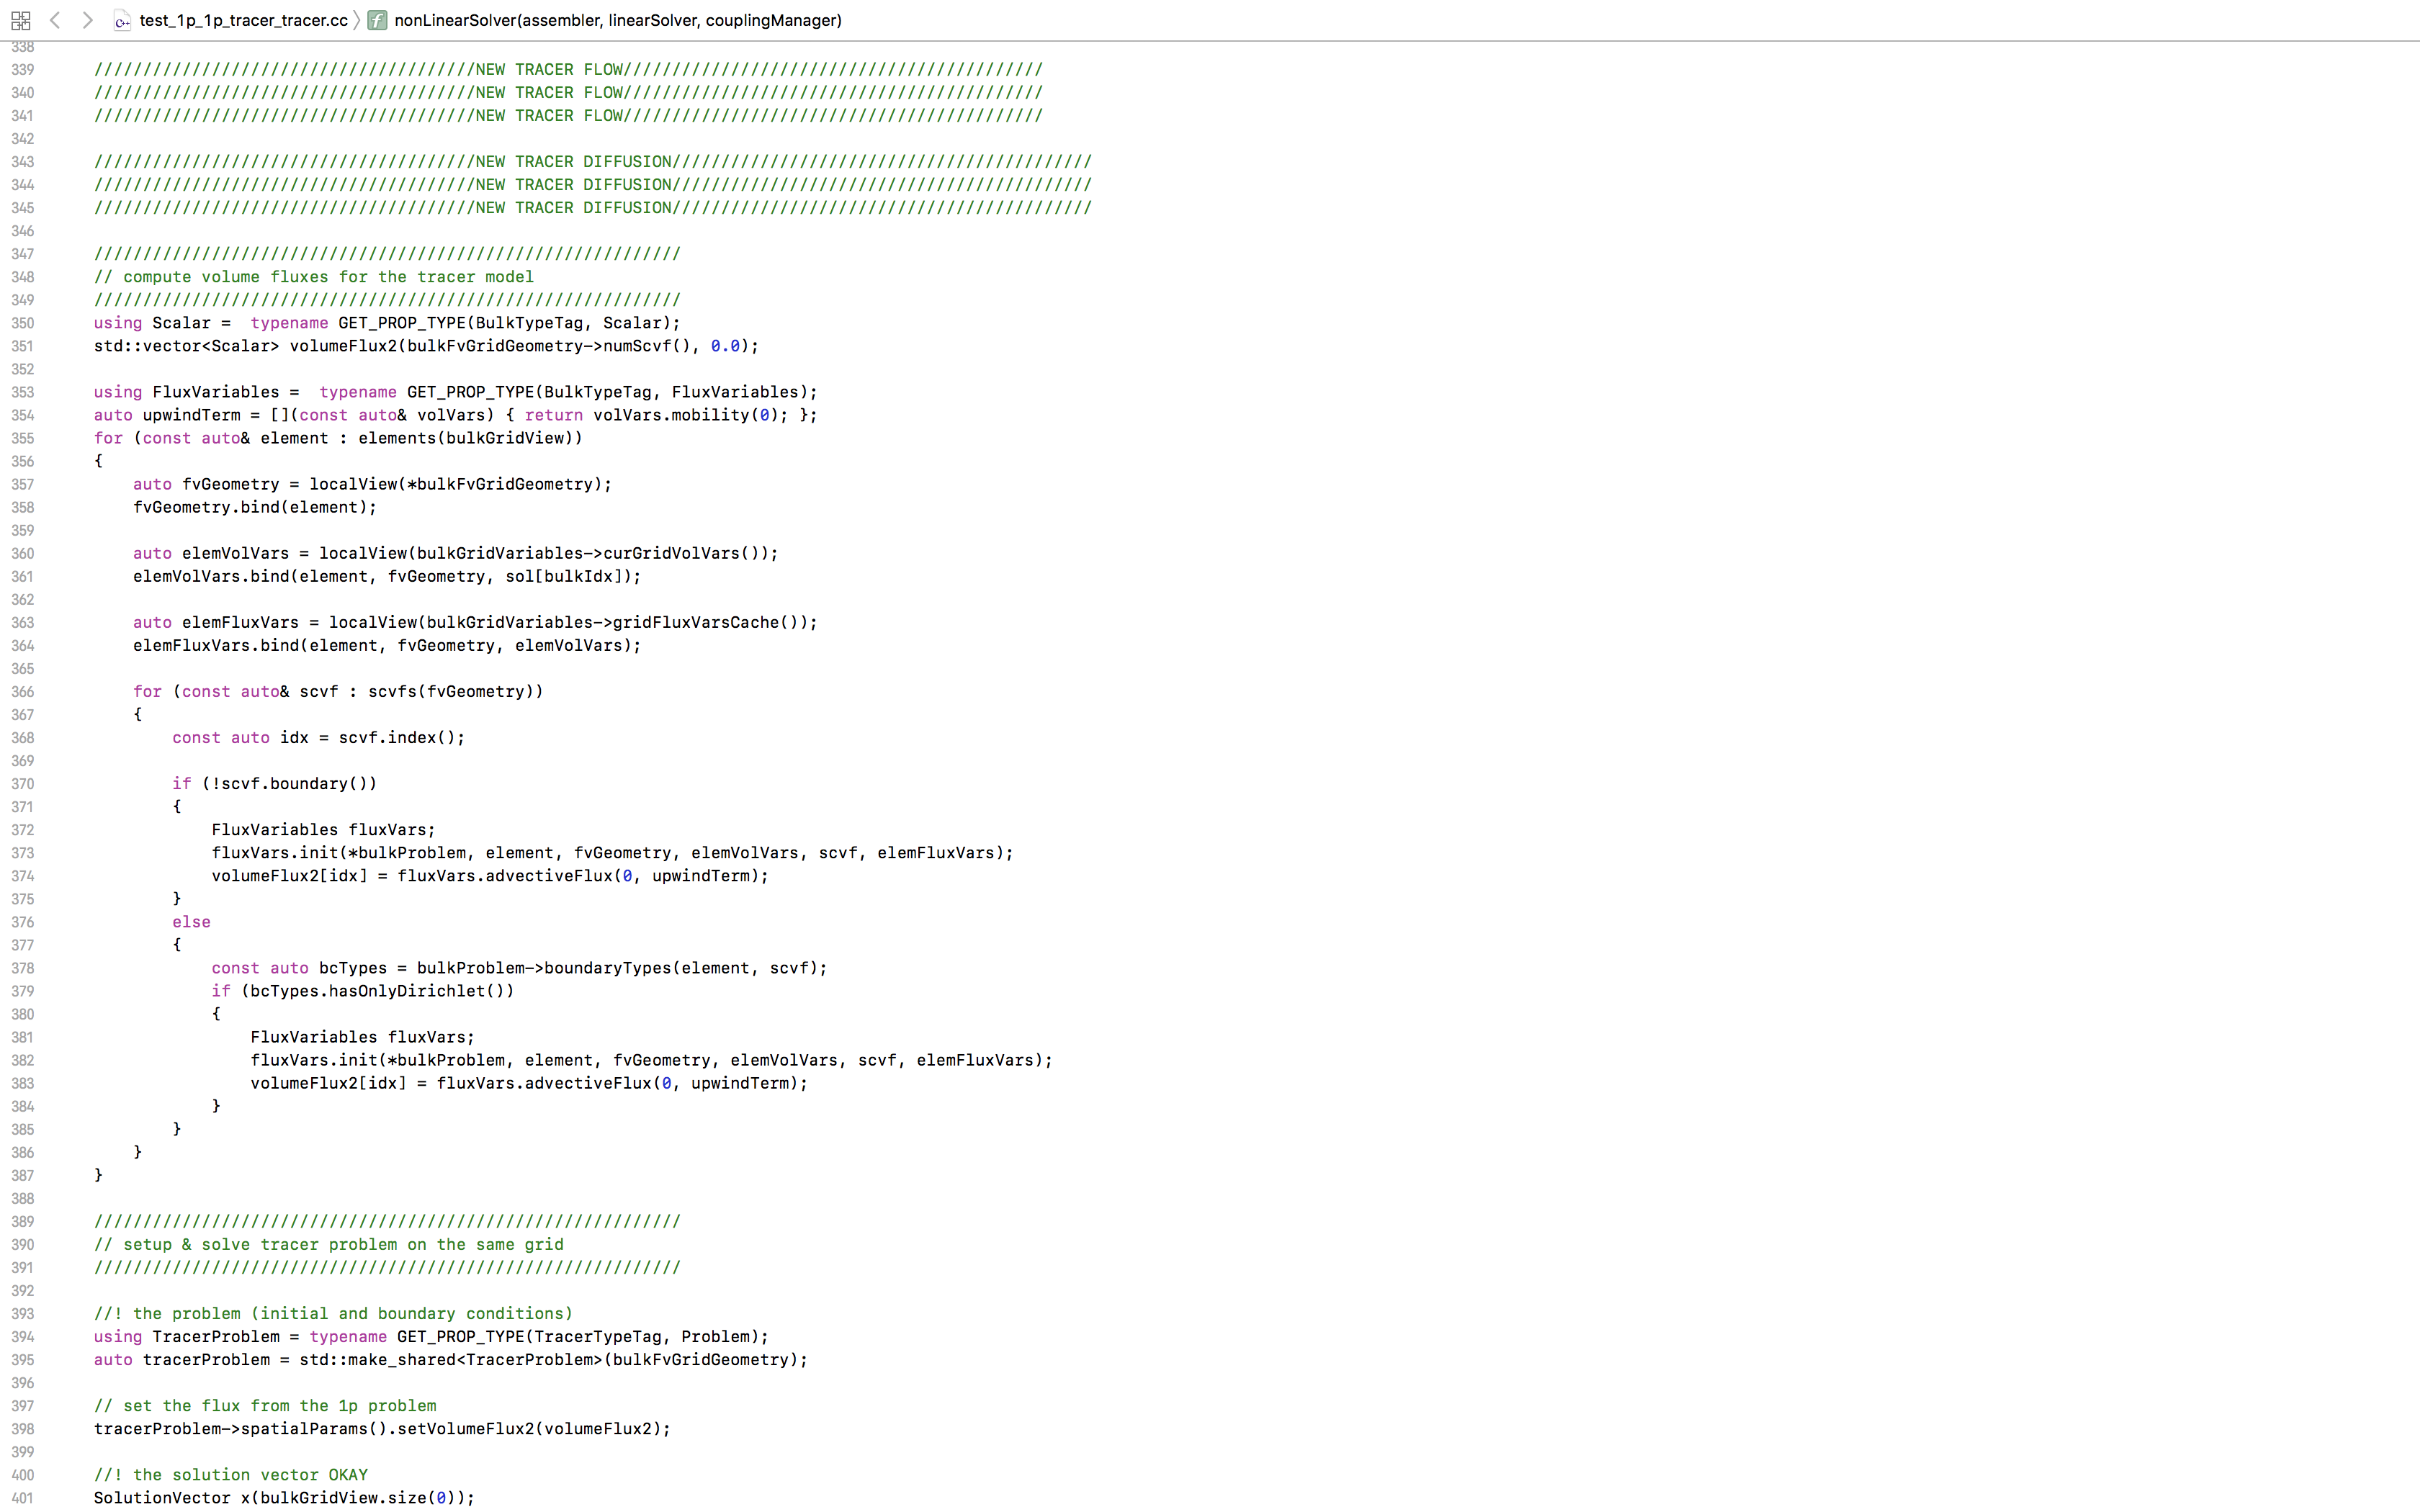 test_1p_1p_tracer_tracer.cc nonLinearSolver(assembler, linearSolver, couplingManager)
338
339 ///////////////////////////////////////NEW TRACER FLOW///////////////////////////////////////////
340 ///////////////////////////////////////NEW TRACER FLOW///////////////////////////////////////////
341 ///////////////////////////////////////NEW TRACER FLOW///////////////////////////////////////////
342
343 ///////////////////////////////////////NEW TRACER DIFFUSION///////////////////////////////////////////
344 ///////////////////////////////////////NEW TRACER DIFFUSION///////////////////////////////////////////
345 ///////////////////////////////////////NEW TRACER DIFFUSION///////////////////////////////////////////
346
347 ////////////////////////////////////////////////////////////
348 // compute volume fluxes for the tracer model
349 ////////////////////////////////////////////////////////////
350 using Scalar =  typename GET_PROP_TYPE(BulkTypeTag, Scalar);
351 std::vector<Scalar> volumeFlux2(bulkFvGridGeometry->numScvf(), 0.0);
352
353 using FluxVariables =  typename GET_PROP_TYPE(BulkTypeTag, FluxVariables);
354 auto upwindTerm = [](const auto& volVars) { return volVars.mobility(0); };
355 for (const auto& element : elements(bulkGridView))
356 {
357     auto fvGeometry = localView(*bulkFvGridGeometry);
358     fvGeometry.bind(element);
359
360     auto elemVolVars = localView(bulkGridVariables->curGridVolVars());
361     elemVolVars.bind(element, fvGeometry, sol[bulkIdx]);
362
363     auto elemFluxVars = localView(bulkGridVariables->gridFluxVarsCache());
364     elemFluxVars.bind(element, fvGeometry, elemVolVars);
365
366     for (const auto& scvf : scvfs(fvGeometry))
367     {
368         const auto idx = scvf.index();
369
370         if (!scvf.boundary())
371         {
372             FluxVariables fluxVars;
373             fluxVars.init(*bulkProblem, element, fvGeometry, elemVolVars, scvf, elemFluxVars);
374             volumeFlux2[idx] = fluxVars.advectiveFlux(0, upwindTerm);
375         }
376         else
377         {
378             const auto bcTypes = bulkProblem->boundaryTypes(element, scvf);
379             if (bcTypes.hasOnlyDirichlet())
380             {
381                 FluxVariables fluxVars;
382                 fluxVars.init(*bulkProblem, element, fvGeometry, elemVolVars, scvf, elemFluxVars);
383                 volumeFlux2[idx] = fluxVars.advectiveFlux(0, upwindTerm);
384             }
385         }
386     }
387 }
388
389 ////////////////////////////////////////////////////////////
390 // setup & solve tracer problem on the same grid
391 ////////////////////////////////////////////////////////////
392
393 //! the problem (initial and boundary conditions)
394 using TracerProblem = typename GET_PROP_TYPE(TracerTypeTag, Problem);
395 auto tracerProblem = std::make_shared<TracerProblem>(bulkFvGridGeometry);
396
397 // set the flux from the 1p problem
398 tracerProblem->spatialParams().setVolumeFlux2(volumeFlux2);
399
400 //! the solution vector OKAY
401 SolutionVector x(bulkGridView.size(0));